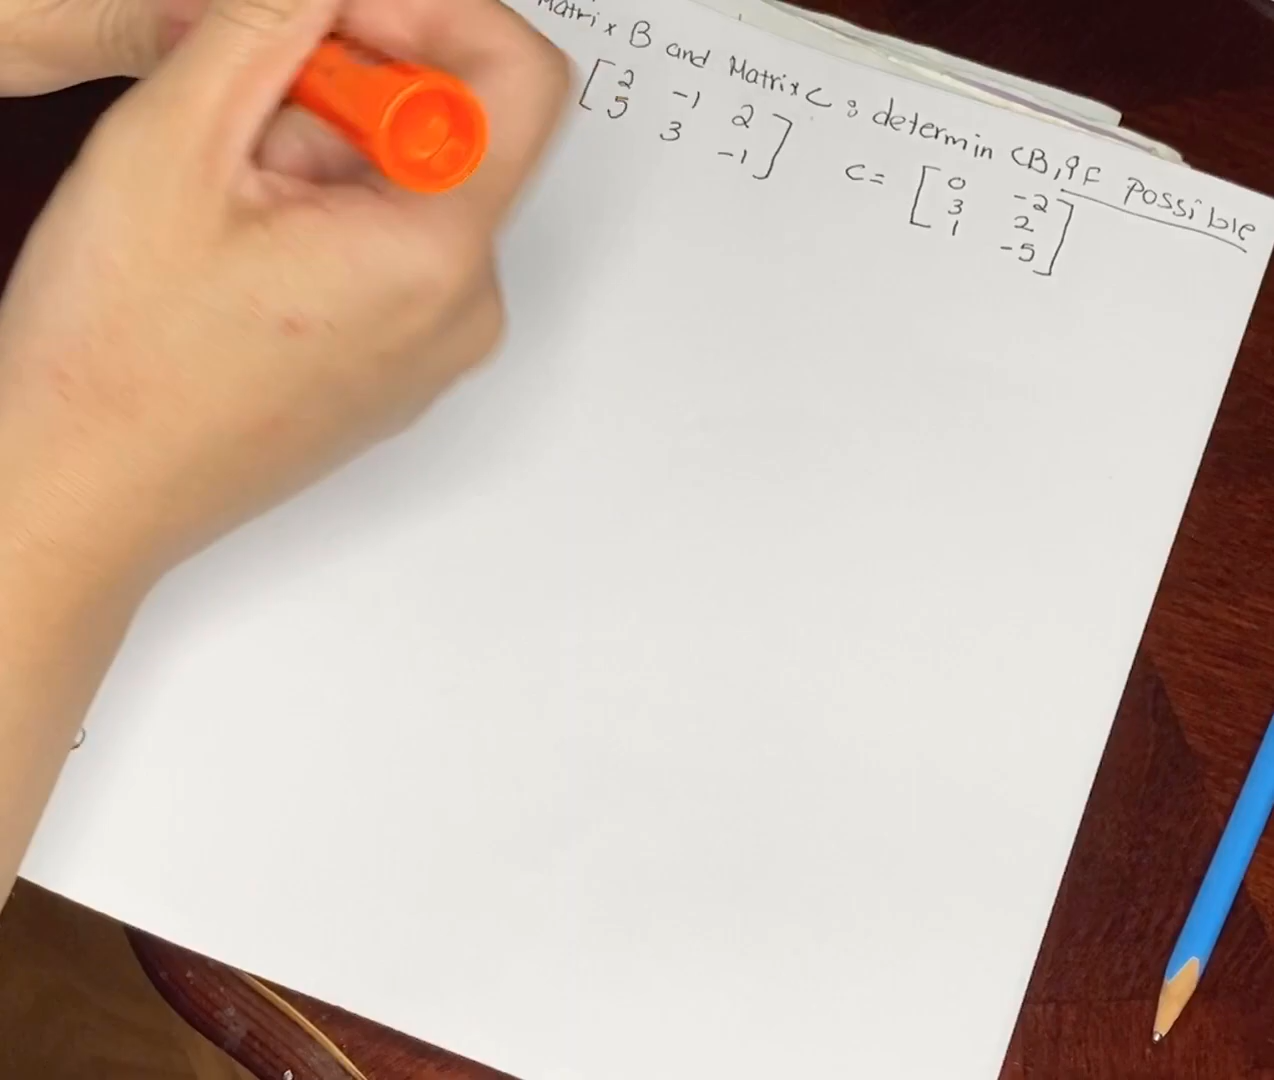 Matrix B and Matrix C ; determin CB, if Possible
[ 2 -1 2
5 3 -1 ]
C = [ 0 -2
3 2
1 -5 ]